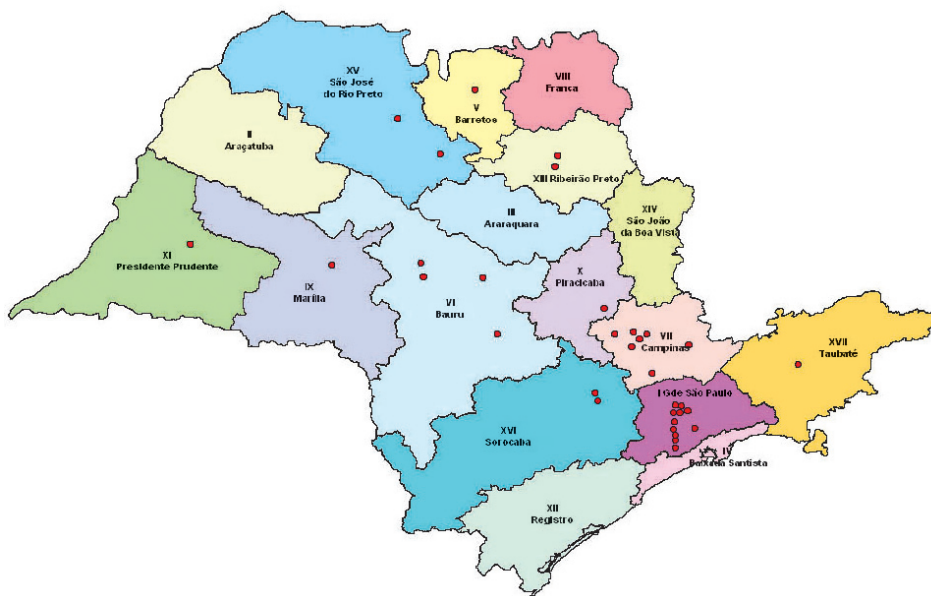 XV
São José
do Rio Preto
V
Barretos
VIII
Franca
II
Araçatuba
XIII Ribeirão Preto
XIV
São João
da Boa Vista
III
Araraquara
XI
Presidente Prudente
IX
Marília
VI
Bauru
X
Piracicaba
VII
Campinas
XVII
Taubaté
I Gde São Paulo
XVI
Sorocaba
IV
Baixada Santista
XII
Registro